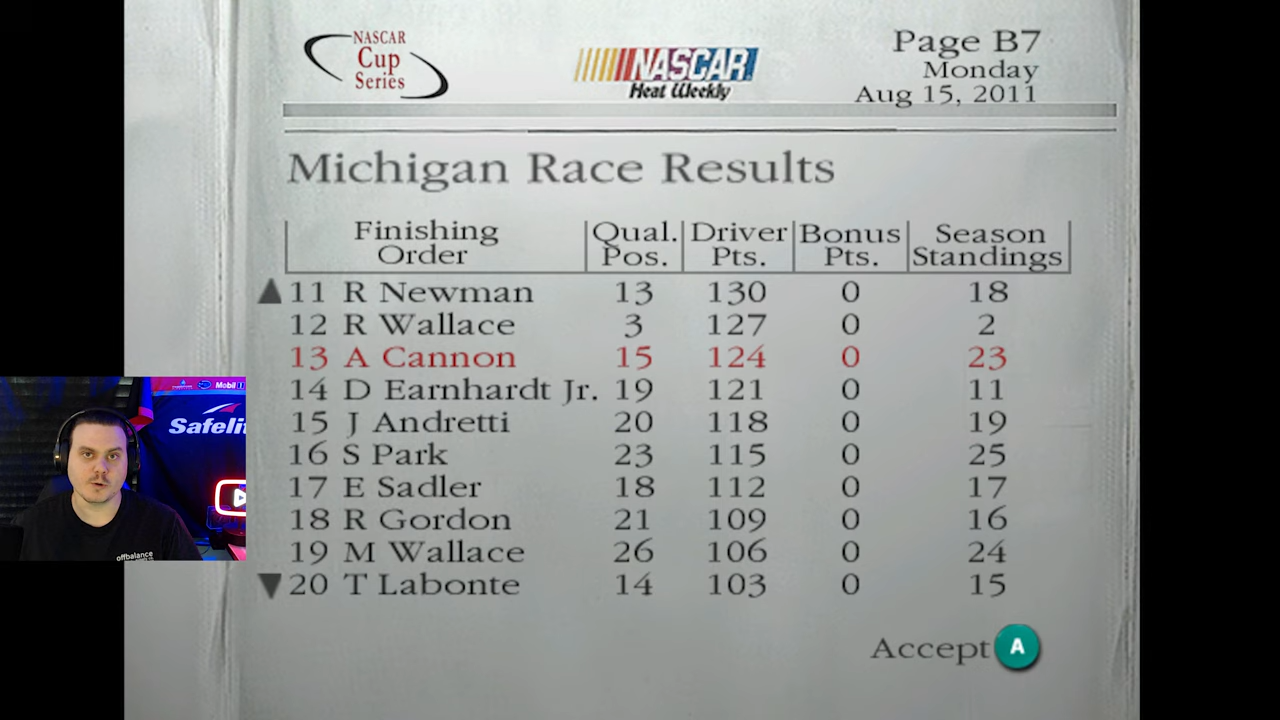 NASCAR
Cup
Series
NASCAR
Heat Weekly
Page B7
Monday
Aug 15, 2011
Michigan Race Results
Finishing Order Qual. Pos. Driver Pts. Bonus Pts. Season Standings
11 R Newman 13 130 0 18
12 R Wallace 3 127 0 2
13 A Cannon 15 124 0 23
14 D Earnhardt Jr. 19 121 0 11
15 J Andretti 20 118 0 19
16 S Park 23 115 0 25
17 E Sadler 18 112 0 17
18 R Gordon 21 109 0 16
19 M Wallace 26 106 0 24
20 T Labonte 14 103 0 15
Accept A
Mobil 1
Safelit
offbalance